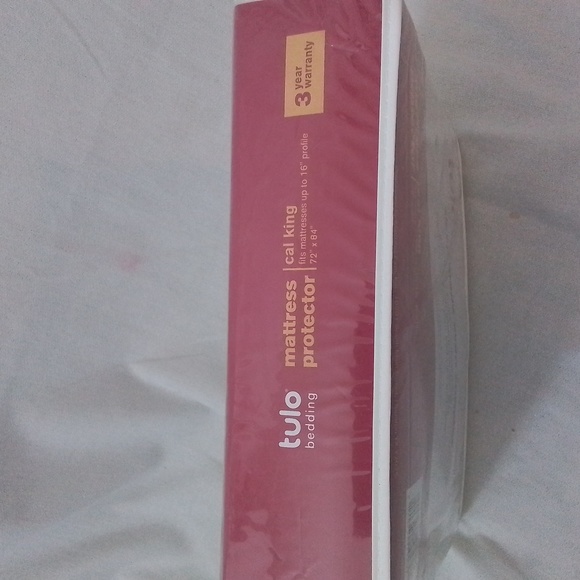 tulo
bedding
mattress
protector
cal king
fits mattresses up to 16" profile
72" x 84"
3 year
warranty